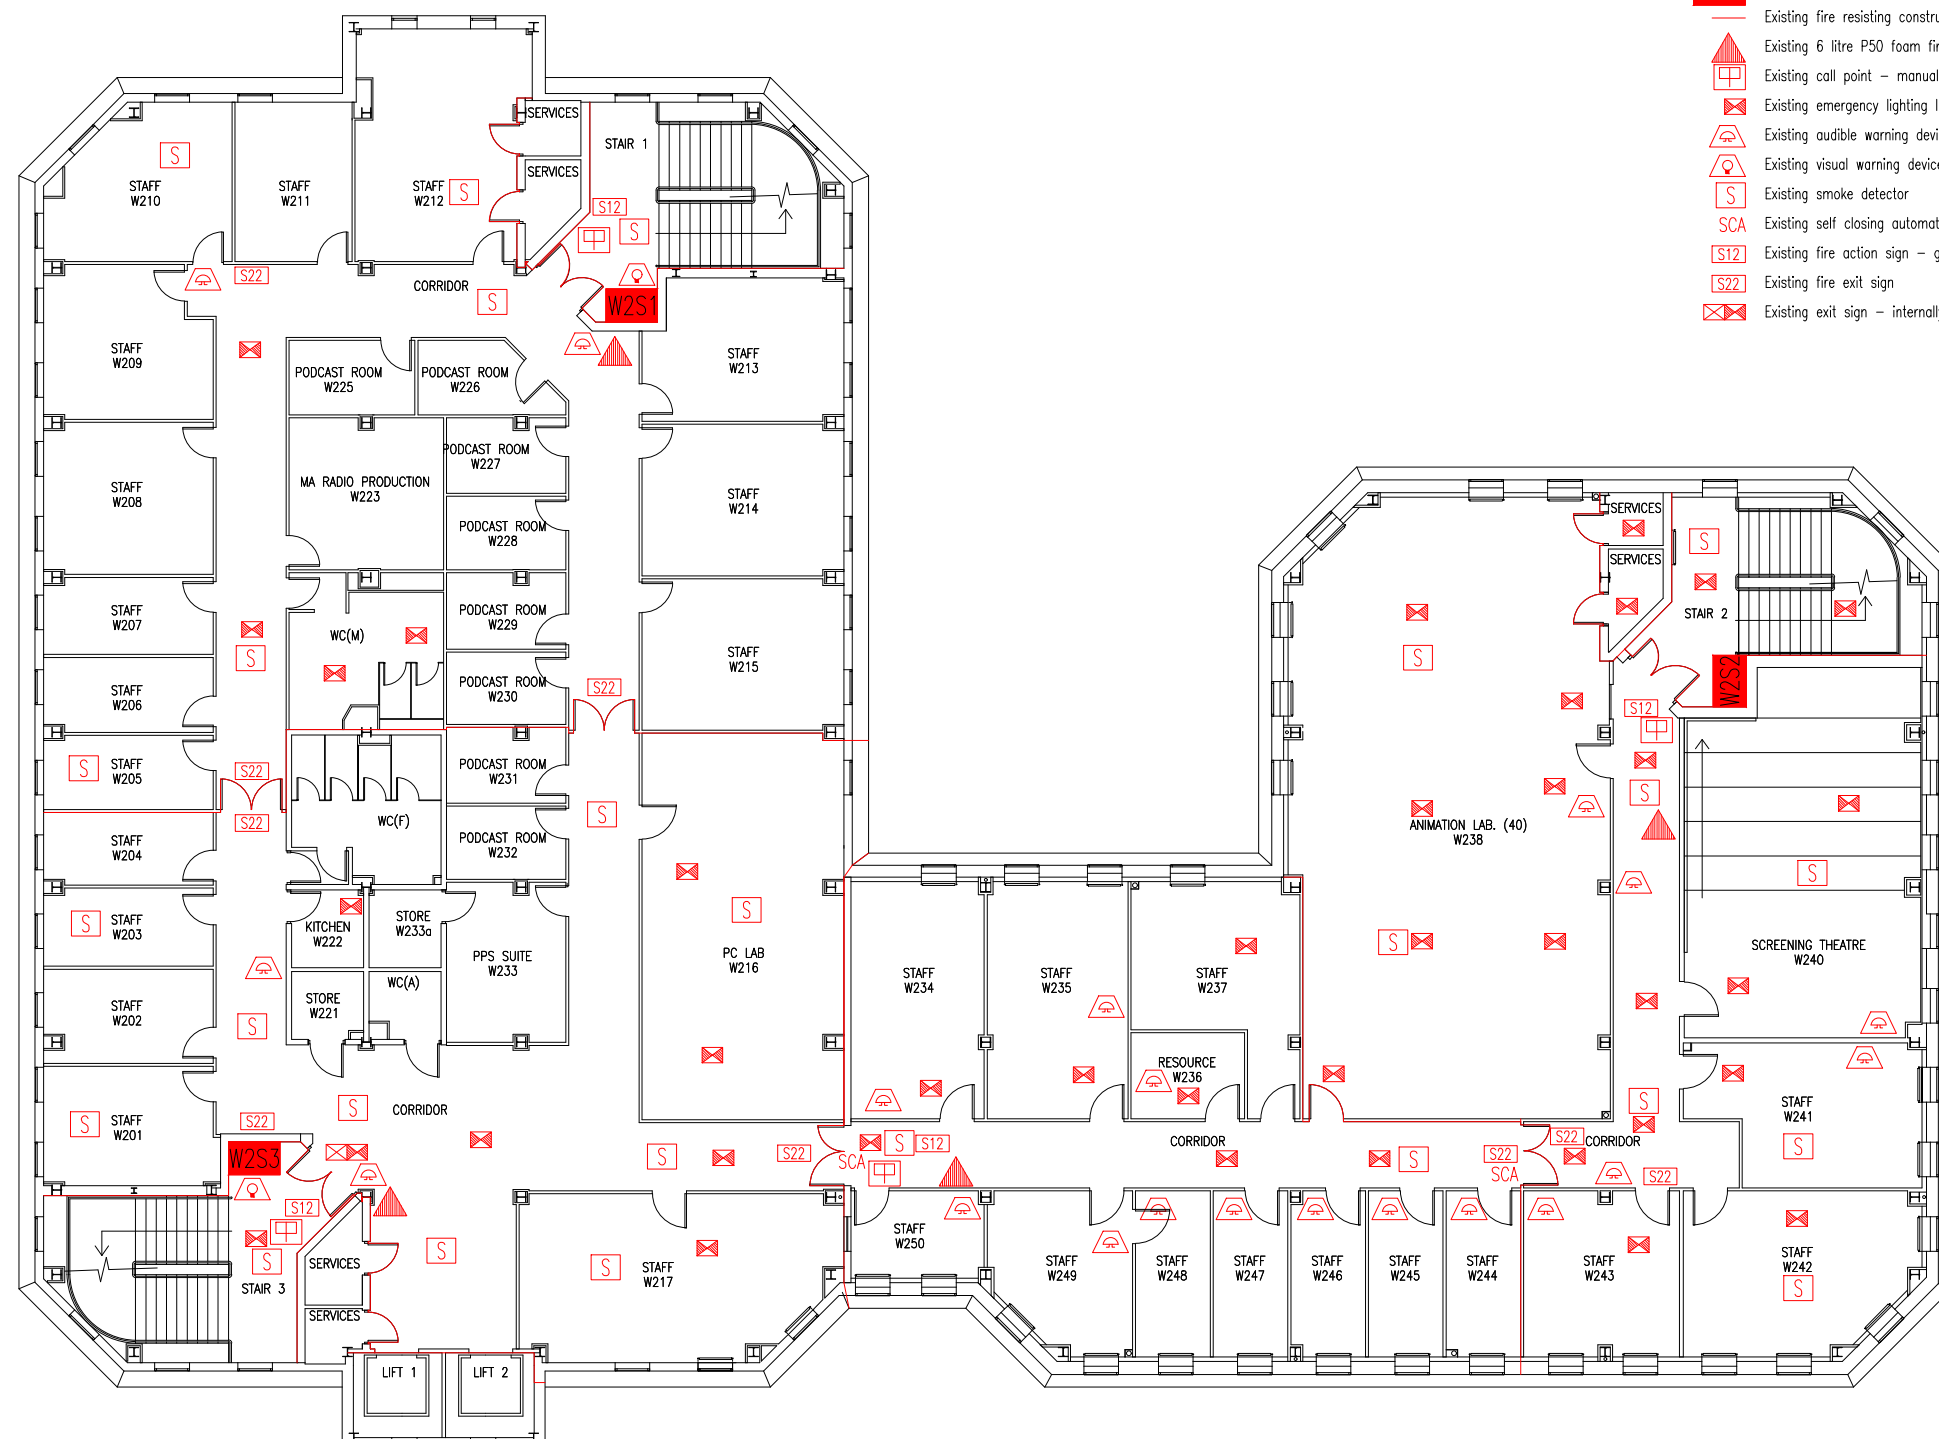 Existing fire resisting constru
Existing 6 litre P50 foam fir
Existing call point – manual
Existing emergency lighting l
Existing audible warning devi
Existing visual warning device
S Existing smoke detector
SCA Existing self closing automat
S12 Existing fire action sign – g
S22 Existing fire exit sign
Existing exit sign – internally
SERVICES
STAIR 1
S
SERVICES
STAFF
W210
STAFF
W211
STAFF
W212
S
S12
S
S22
CORRIDOR
S
W2S1
STAFF
W209
PODCAST ROOM
W225
PODCAST ROOM
W226
STAFF
W213
STAFF
W208
MA RADIO PRODUCTION
W223
PODCAST ROOM
W227
STAFF
W214
PODCAST ROOM
W228
STAFF
W207
WC(M)
PODCAST ROOM
W229
S
STAFF
W215
STAFF
W206
PODCAST ROOM
W230
S22
S
STAFF
W205
S22
PODCAST ROOM
W231
S22
WC(F)
S
STAFF
W204
PODCAST ROOM
W232
S
STAFF
W203
KITCHEN
W222
STORE
W233a
PPS SUITE
W233
S
PC LAB
W216
STAFF
W202
S
STORE
W221
WC(A)
S
STAFF
W201
S22
S
CORRIDOR
W2S3
S12
S
STAIR 3
SERVICES
SERVICES
S
S
S
STAFF
W217
LIFT 1
LIFT 2
S22
SCA
S
S12
STAFF
W234
STAFF
W235
STAFF
W237
RESOURCE
W236
CORRIDOR
S
S22
SCA
S22
CORRIDOR
S22
STAFF
W250
STAFF
W249
STAFF
W248
STAFF
W247
STAFF
W246
STAFF
W245
STAFF
W244
STAFF
W243
STAFF
W242
S
SERVICES
SERVICES
S
STAIR 2
S
W2S2
S12
S
ANIMATION LAB. (40)
W238
S
S
SCREENING THEATRE
W240
S
STAFF
W241
S